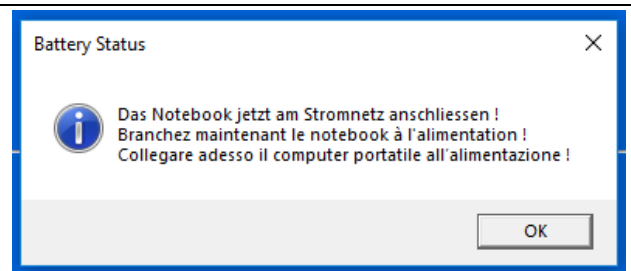 Battery Status
Das Notebook jetzt am Stromnetz anschliessen !
Branchez maintenant le notebook à l'alimentation !
Collegare adesso il computer portatile all'alimentazione !
OK